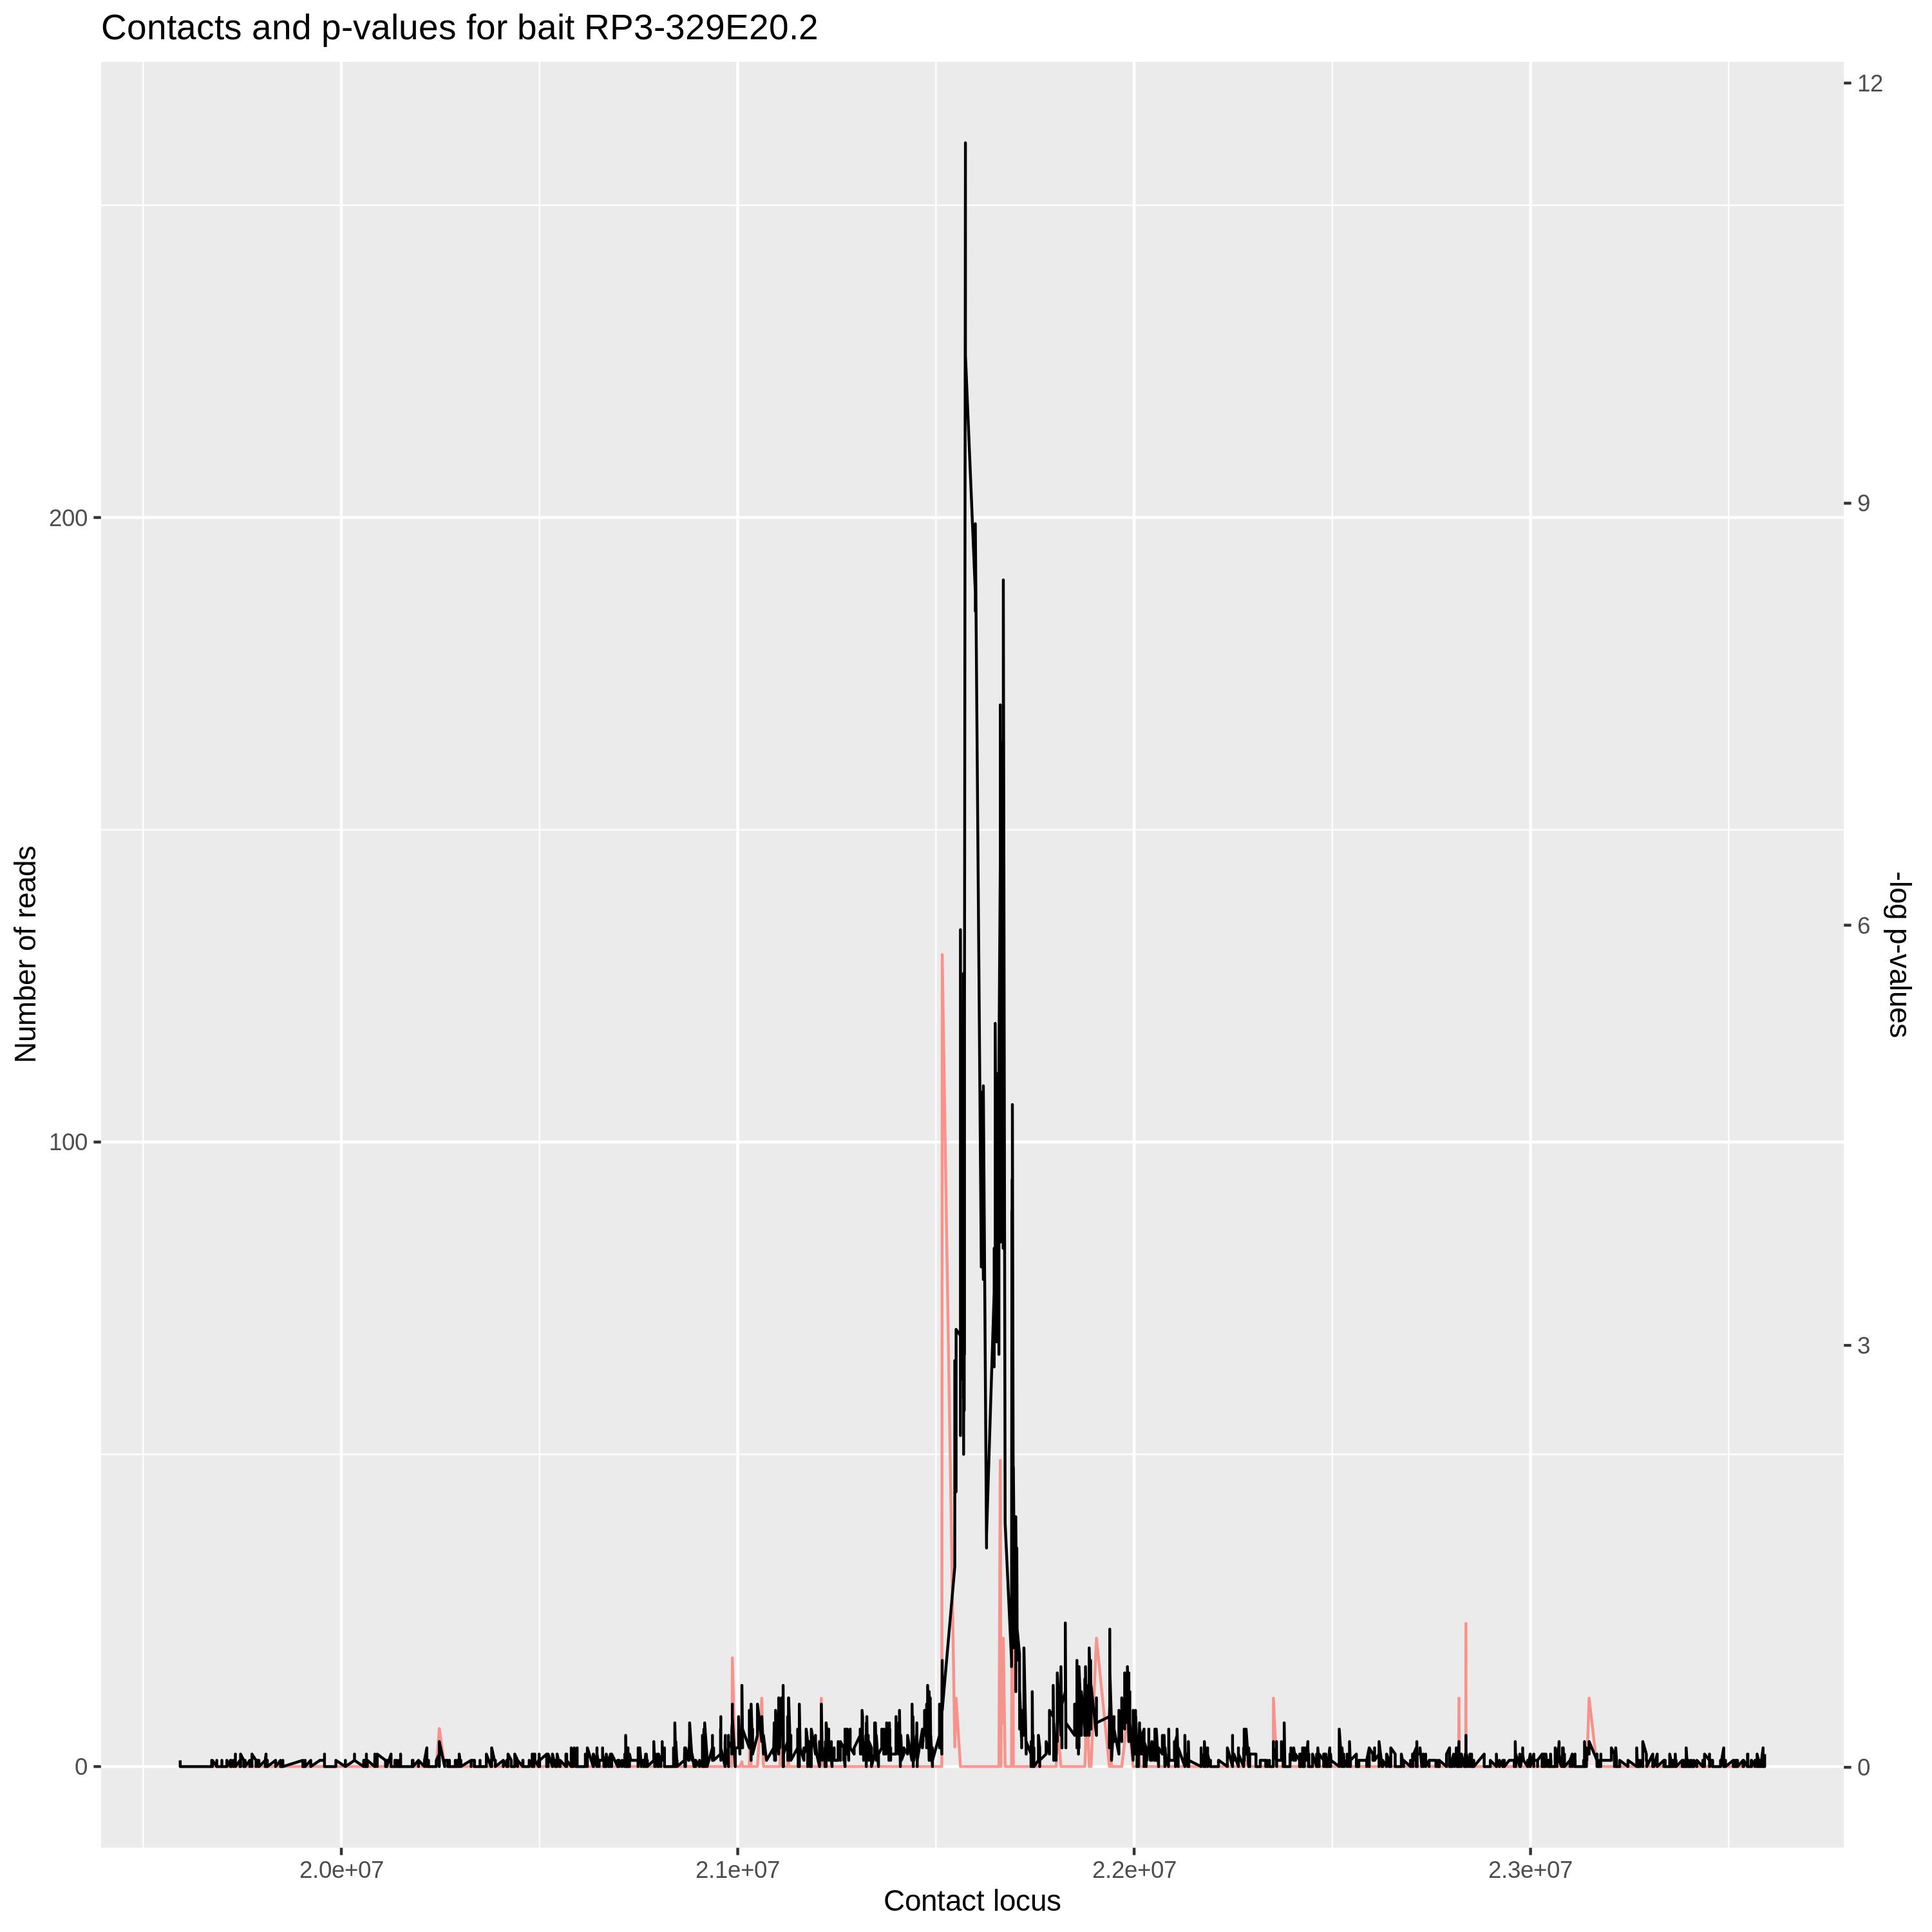 Contacts and p-values for bait RP3-329E20.2
Number of reads
200
100
0
12
9
6
3
0
-log p-values
2.0e+07 2.1e+07 2.2e+07 2.3e+07
Contact locus